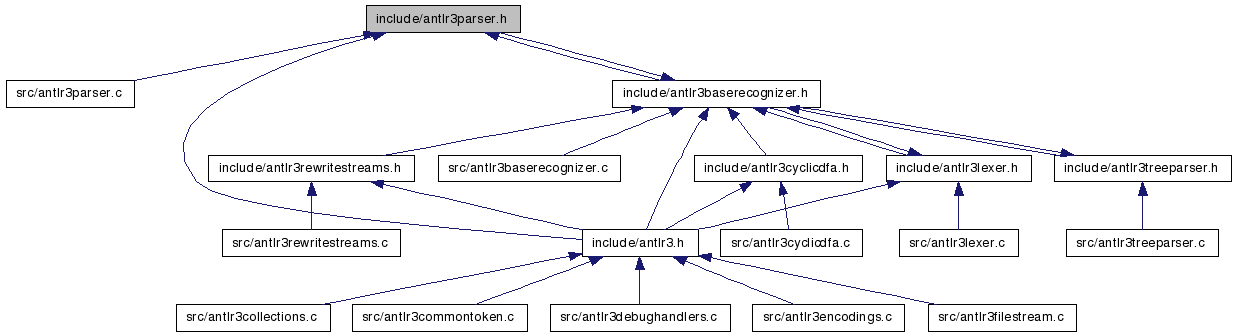 include/antlr3parser.h
src/antlr3parser.c
include/antlr3baserecognizer.h
include/antlr3rewritestreams.h
src/antlr3baserecognizer.c
include/antlr3cyclicdfa.h
include/antlr3lexer.h
include/antlr3treeparser.h
src/antlr3rewritestreams.c
include/antlr3.h
src/antlr3cyclicdfa.c
src/antlr3lexer.c
src/antlr3treeparser.c
src/antlr3collections.c
src/antlr3commontoken.c
src/antlr3debughandlers.c
src/antlr3encodings.c
src/antlr3filestream.c